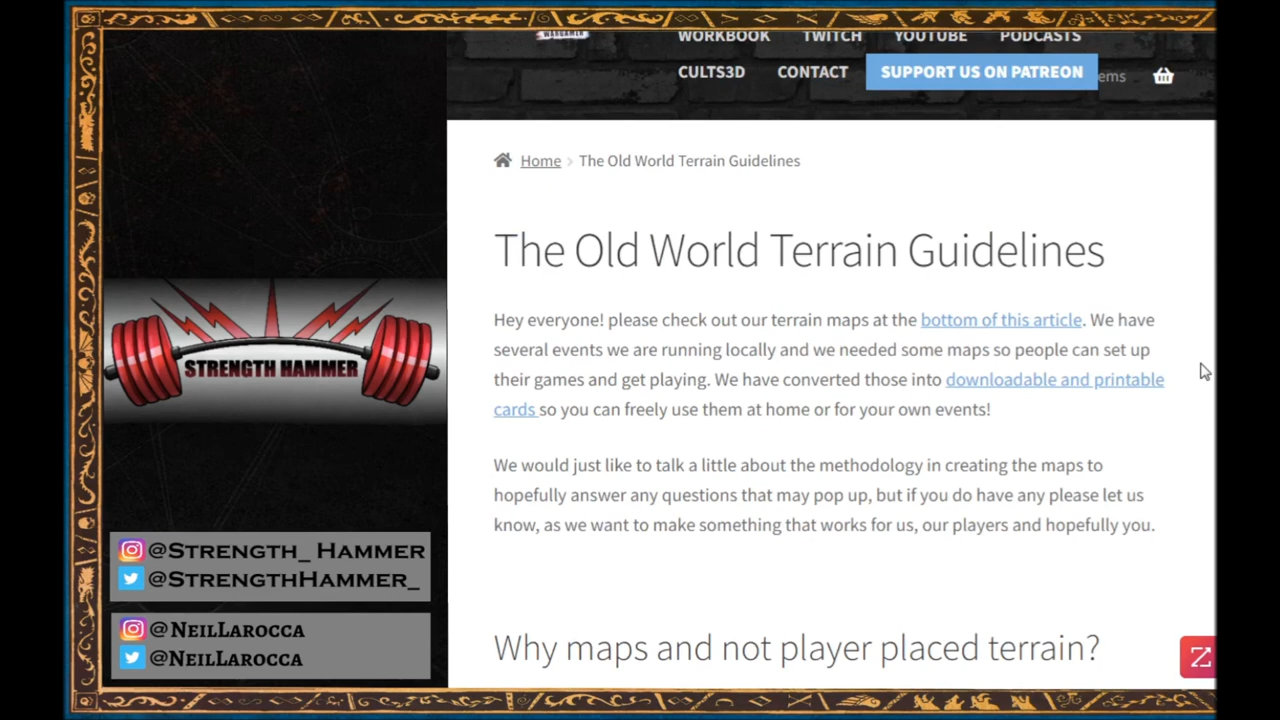 WORKBOOK TWITCH YOUTUBE PODCASTS
CULTS3D CONTACT SUPPORT US ON PATREON ems
Home > The Old World Terrain Guidelines
The Old World Terrain Guidelines
Hey everyone! please check out our terrain maps at the bottom of this article. We have
several events we are running locally and we needed some maps so people can set up
their games and get playing. We have converted those into downloadable and printable
cards so you can freely use them at home or for your own events!
We would just like to talk a little about the methodology in creating the maps to
hopefully answer any questions that may pop up, but if you do have any please let us
know, as we want to make something that works for us, our players and hopefully you.
Why maps and not player placed terrain?
STRENGTH HAMMER
@Strength_ Hammer
@StrengthHammer_
@NeilLarocca
@NeilLarocca